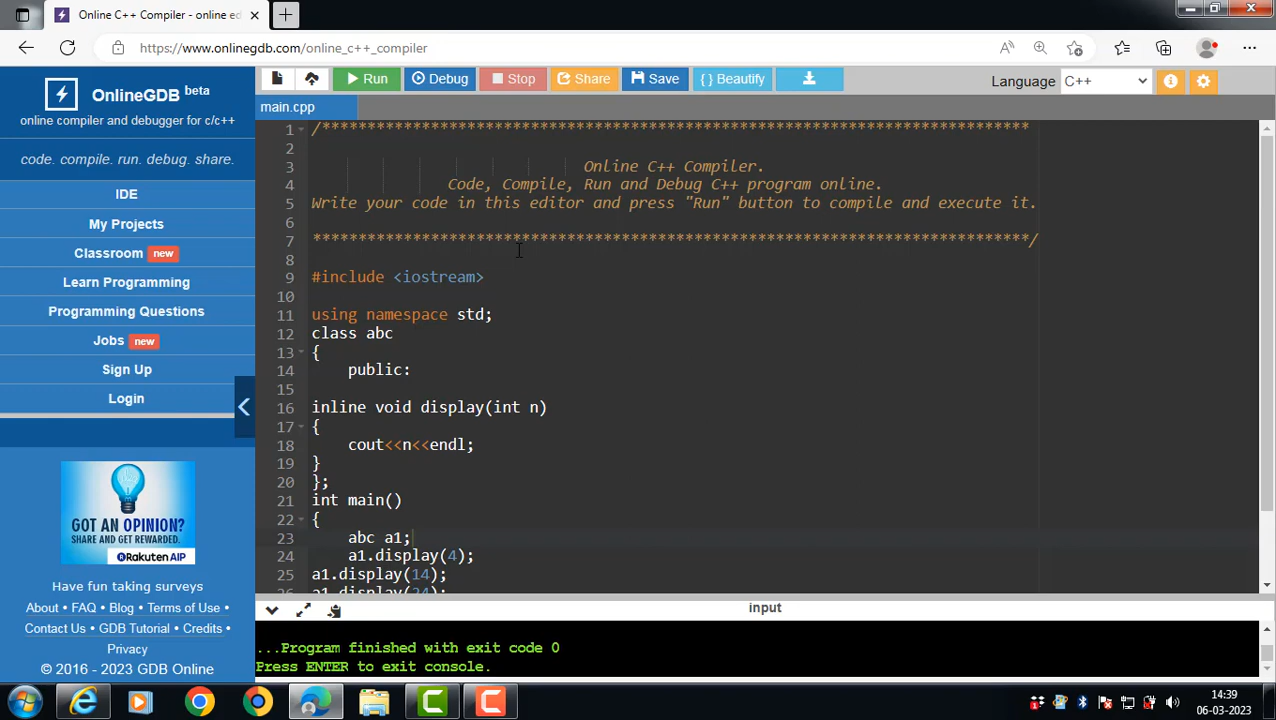 Online C++ Compiler - online ed
https://www.onlinegdb.com/online_c++_compiler
OnlineGDB beta
online compiler and debugger for c/c++
code. compile. run. debug. share.
IDE
My Projects
Classroom new
Learning Programming
Programming Questions
Jobs new
Sign Up
Login
GOT AN OPINION?
SHARE AND GET REWARDED.
Rakuten AIP
Have fun taking surveys
About • FAQ • Blog • Terms of Use •
Contact Us • GDB Tutorial • Credits •
Privacy
© 2016 - 2023 GDB Online
Run Debug Stop Share Save { } Beautify Language C++
main.cpp
1 /******************************************************************************
2
3 Online C++ Compiler.
4 Code, Compile, Run and Debug C++ program online.
5 Write your code in this editor and press "Run" button to compile and execute it.
6
7 *******************************************************************************/
8
9 #include <iostream>
10
11 using namespace std;
12 class abc
13 {
14 public:
15
16 inline void display(int n)
17 {
18 cout<<n<<endl;
19 }
20 };
21 int main()
22 {
23 abc a1;
24 a1.display(4);
25 a1.display(14);
26 a1.display(24);
input
...Program finished with exit code 0
Press ENTER to exit console.
14:39
06-03-2023